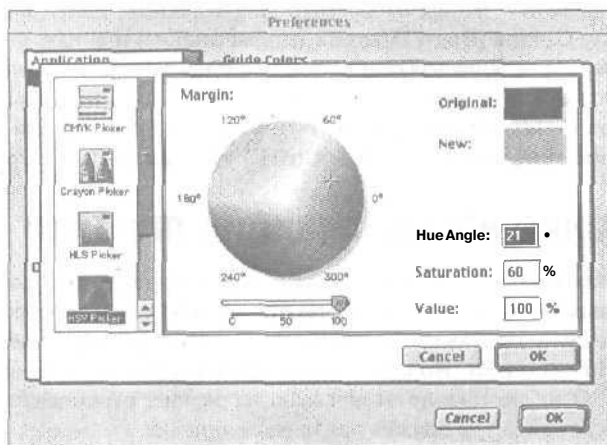 Preferences
Application
Guide Colors
CMYK Picker
Crayon Picker
HLS Picker
HSV Picker
Margin:
120°
60°
180°
0°
240°
300°
0
50
100
Original:
New:
Hue Angle: 21 °
Saturation: 60 %
Value: 100 %
Cancel
OK
Cancel
OK